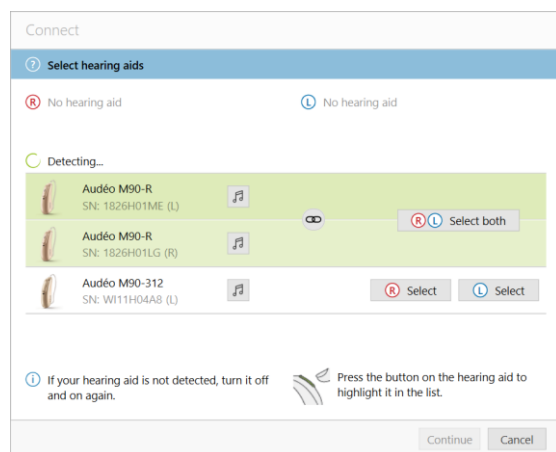 Connect
? Select hearing aids
R No hearing aid
L No hearing aid
Detecting...
Audéo M90-R
SN: 1826H01ME (L)
R L Select both
Audéo M90-R
SN: 1826H01LG (R)
Audéo M90-312
SN: WI11H04A8 (L)
R Select
L Select
i If your hearing aid is not detected, turn it off
and on again.
Press the button on the hearing aid to
highlight it in the list.
Continue
Cancel